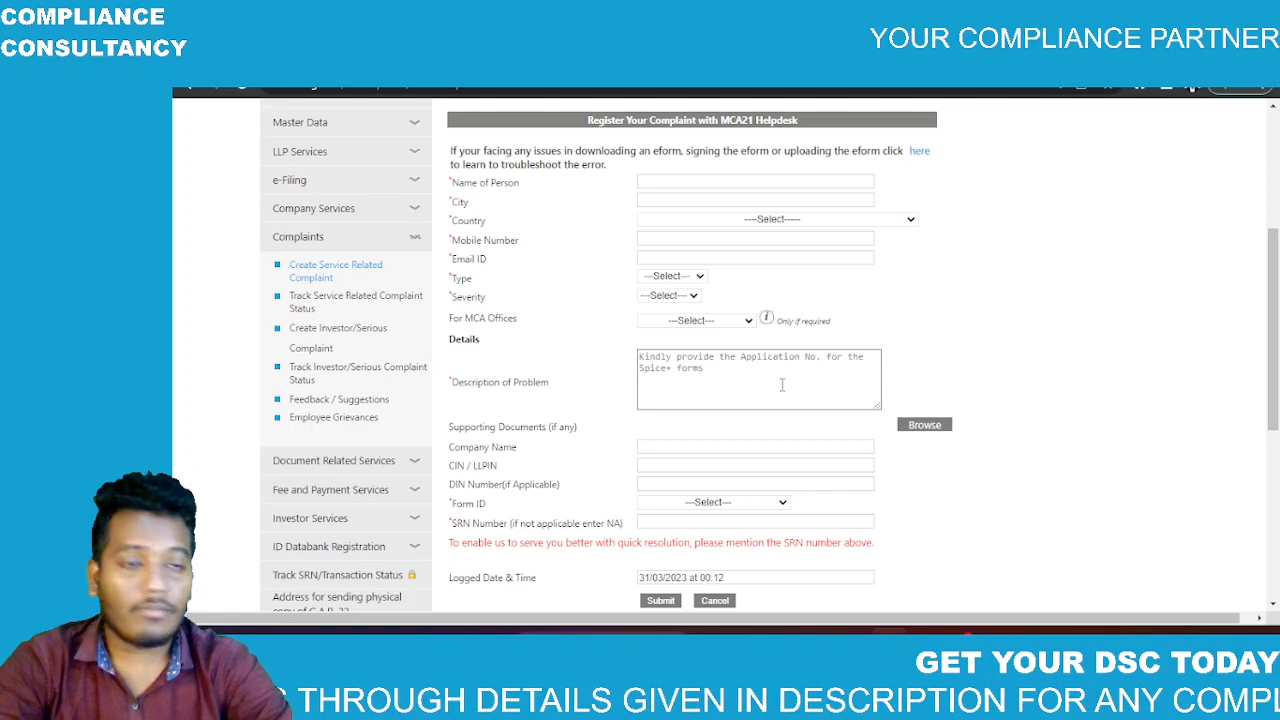 COMPLIANCE
CONSULTANCY
YOUR COMPLIANCE PARTNER
Master Data
LLP Services
e-Filing
Company Services
Complaints
Create Service Related
Complaint
Track Service Related Complaint
Status
Create Investor/Serious
Complaint
Track Investor/Serious Complaint
Status
Feedback / Suggestions
Employee Grievances
Document Related Services
Fee and Payment Services
Investor Services
ID Databank Registration
Track SRN/Transaction Status
Address for sending physical
copy of G.A.R. 33
Register Your Complaint with MCA21 Helpdesk
If your facing any issues in downloading an eform, signing the eform or uploading the eform click here
to learn to troubleshoot the error.
*Name of Person
*City
*Country ----Select-----
*Mobile Number
*Email ID
*Type ---Select---
*Severity ---Select---
For MCA Offices ---Select--- i Only if required
Details
*Description of Problem
Kindly provide the Application No. for the
Spice+ forms
Supporting Documents (if any) Browse
Company Name
CIN / LLPIN
DIN Number(if Applicable)
*Form ID ---Select---
*SRN Number (if not applicable enter NA)
To enable us to serve you better with quick resolution, please mention the SRN number above.
Logged Date & Time 31/03/2023 at 00:12
Submit Cancel
GET YOUR DSC TODAY
THROUGH DETAILS GIVEN IN DESCRIPTION FOR ANY